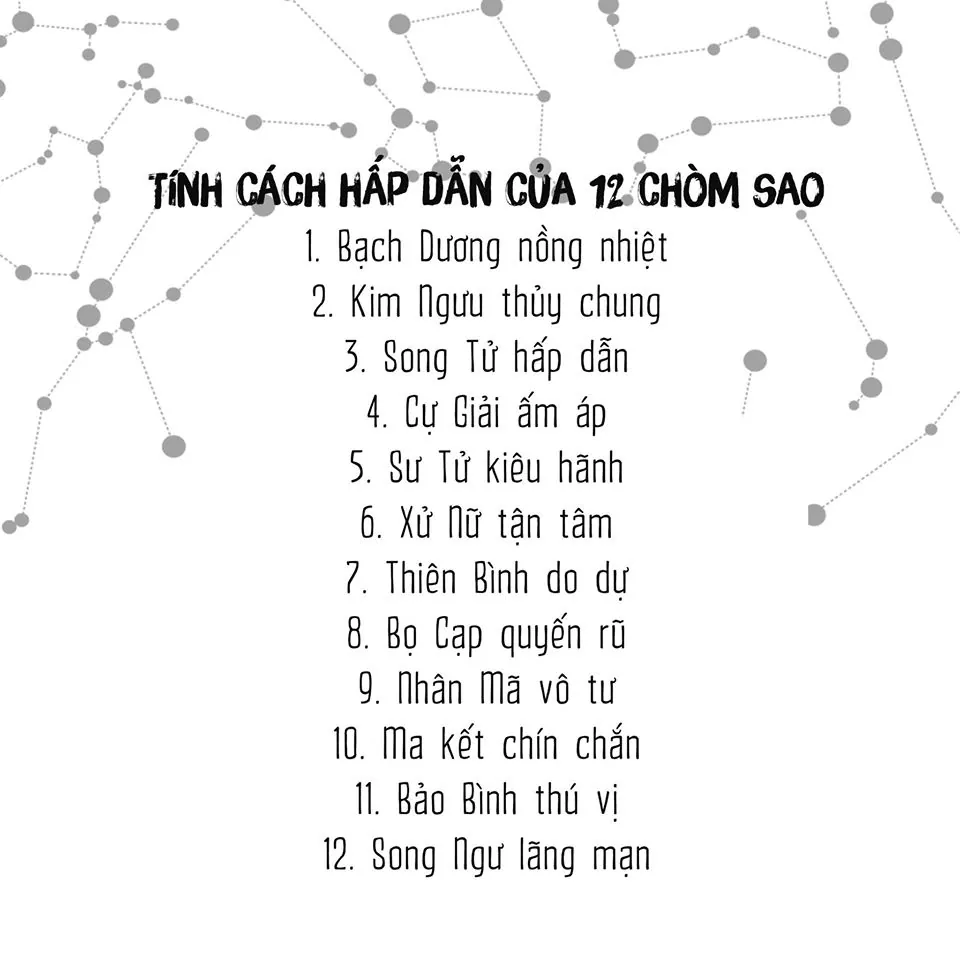 TÍNH CÁCH HẤP DẪN CỦA 12 CHÒM SAO
1. Bạch Dương nồng nhiệt
2. Kim Ngưu thủy chung
3. Song Tử hấp dẫn
4. Cự Giải ấm áp
5. Sư Tử kiêu hãnh
6. Xử Nữ tận tâm
7. Thiên Bình do dự
8. Bọ Cạp quyến rũ
9. Nhân Mã vô tư
10. Ma kết chín chắn
11. Bảo Bình thú vị
12. Song Ngư lãng mạn